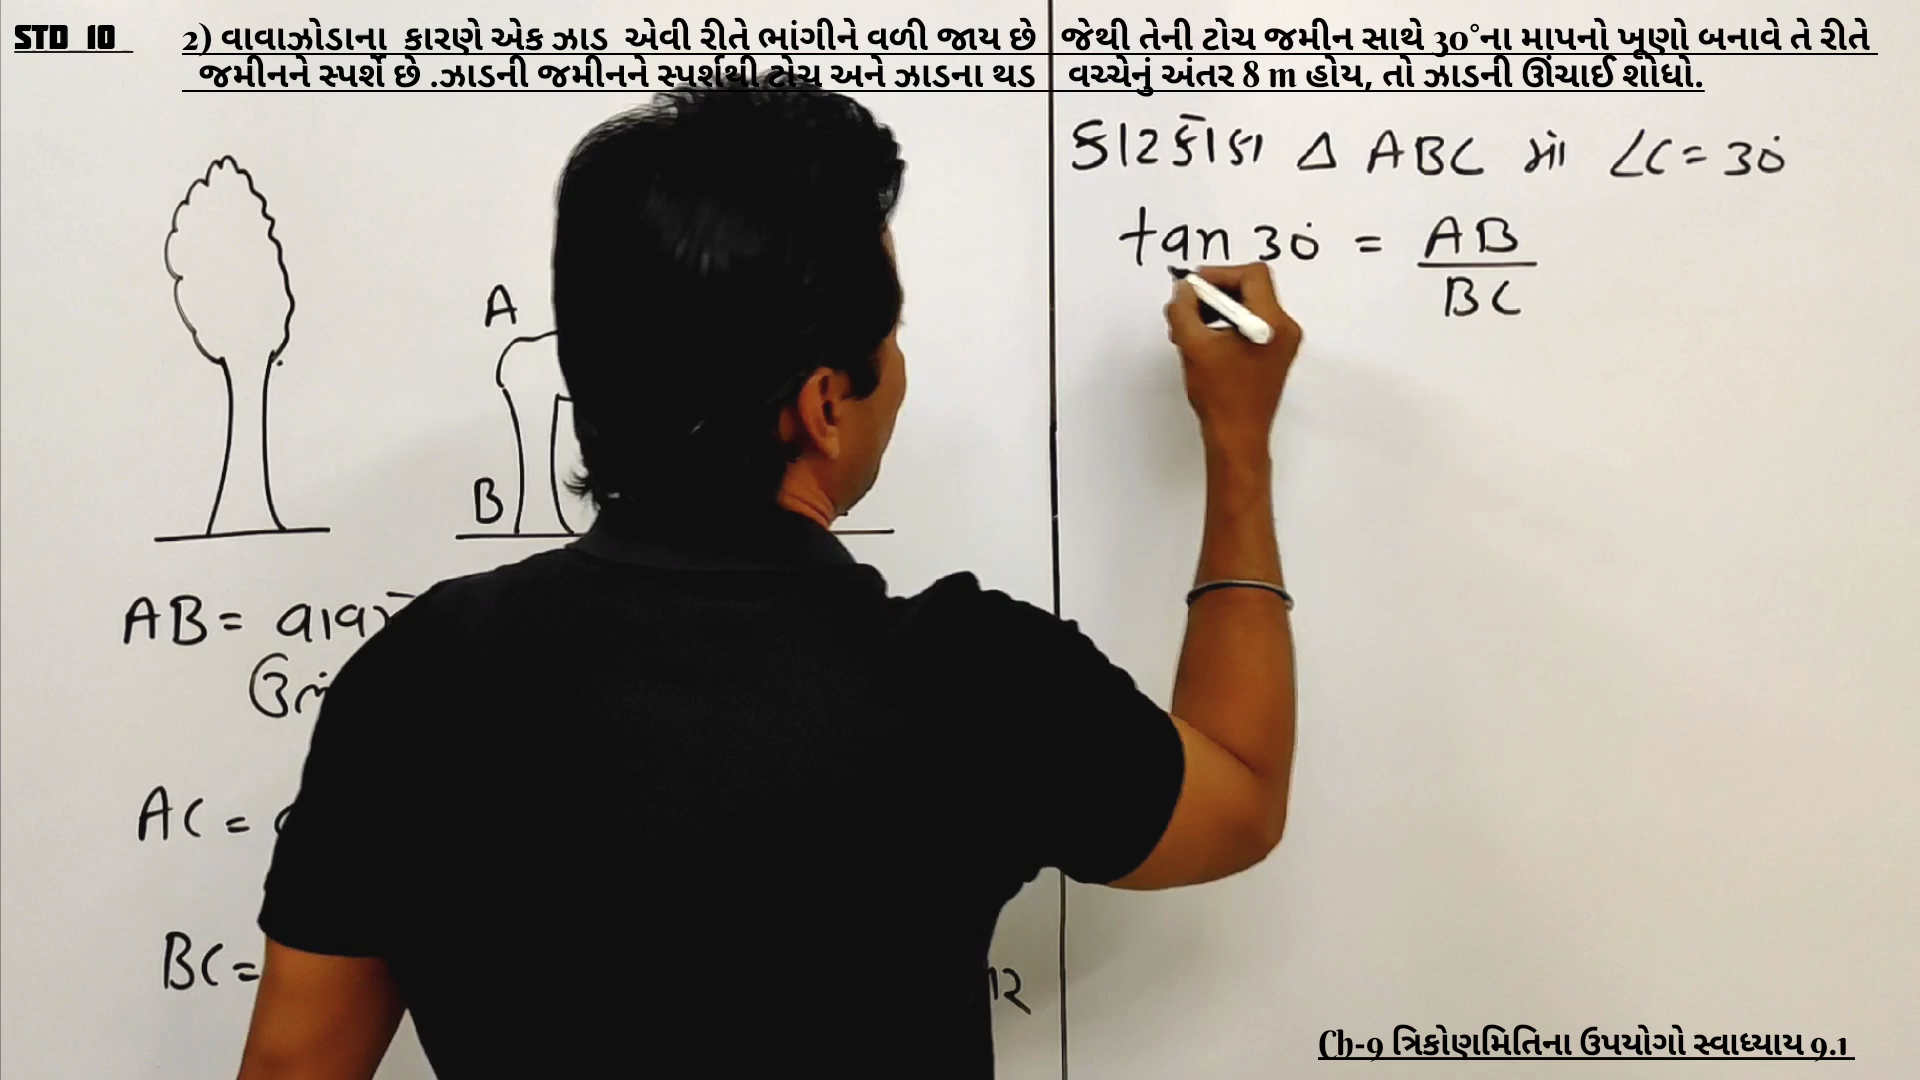 STD 10
2) વાવાઝોડાના કારણે એક ઝાડ એવી રીતે ભાંગીને વળી જાય છે જેથી તેની ટોચ જમીન સાથે 30°ના માપનો ખૂણો બનાવે તે રીતે
જમીનને સ્પર્શે છે .ઝાડની જમીનને સ્પર્શથી ટોચ અને ઝાડના થડ વચ્ચેનું અંતર 8 m હોય, તો ઝાડની ઊંચાઈ શોધો.
A
B
AB=
AC=
BC=
કાટકોણ Δ ABC માં ∠C = 30°
tan 30° = AB
BC
Ch-9 ત્રિકોણમિતિના ઉપયોગો સ્વાધ્યાય 9.1